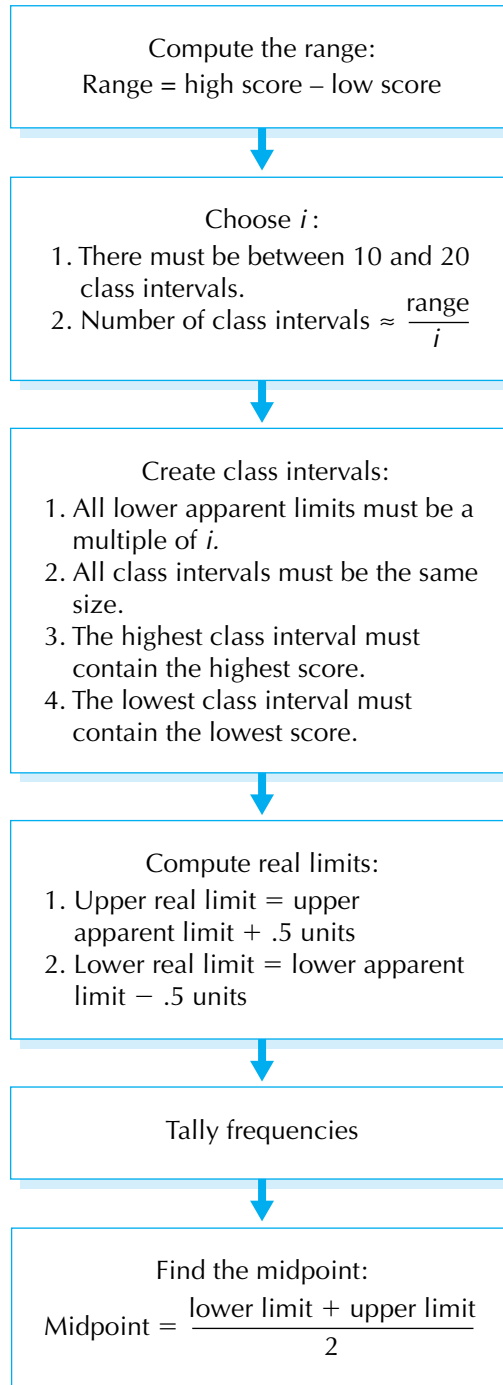 Compute the range:
Range = high score – low score
Choose i:
1. There must be between 10 and 20
class intervals.
2. Number of class intervals ≈ range / i
Create class intervals:
1. All lower apparent limits must be a
multiple of i.
2. All class intervals must be the same
size.
3. The highest class interval must
contain the highest score.
4. The lowest class interval must
contain the lowest score.
Compute real limits:
1. Upper real limit = upper
apparent limit + .5 units
2. Lower real limit = lower apparent
limit − .5 units
Tally frequencies
Find the midpoint:
Midpoint = lower limit + upper limit / 2